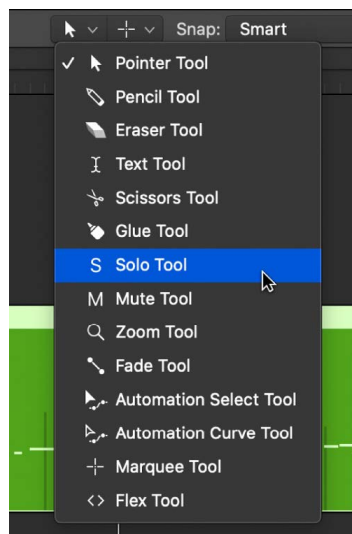 Snap: Smart
Pointer Tool
Pencil Tool
Eraser Tool
Text Tool
Scissors Tool
Glue Tool
S Solo Tool
M Mute Tool
Zoom Tool
Fade Tool
Automation Select Tool
Automation Curve Tool
Marquee Tool
Flex Tool